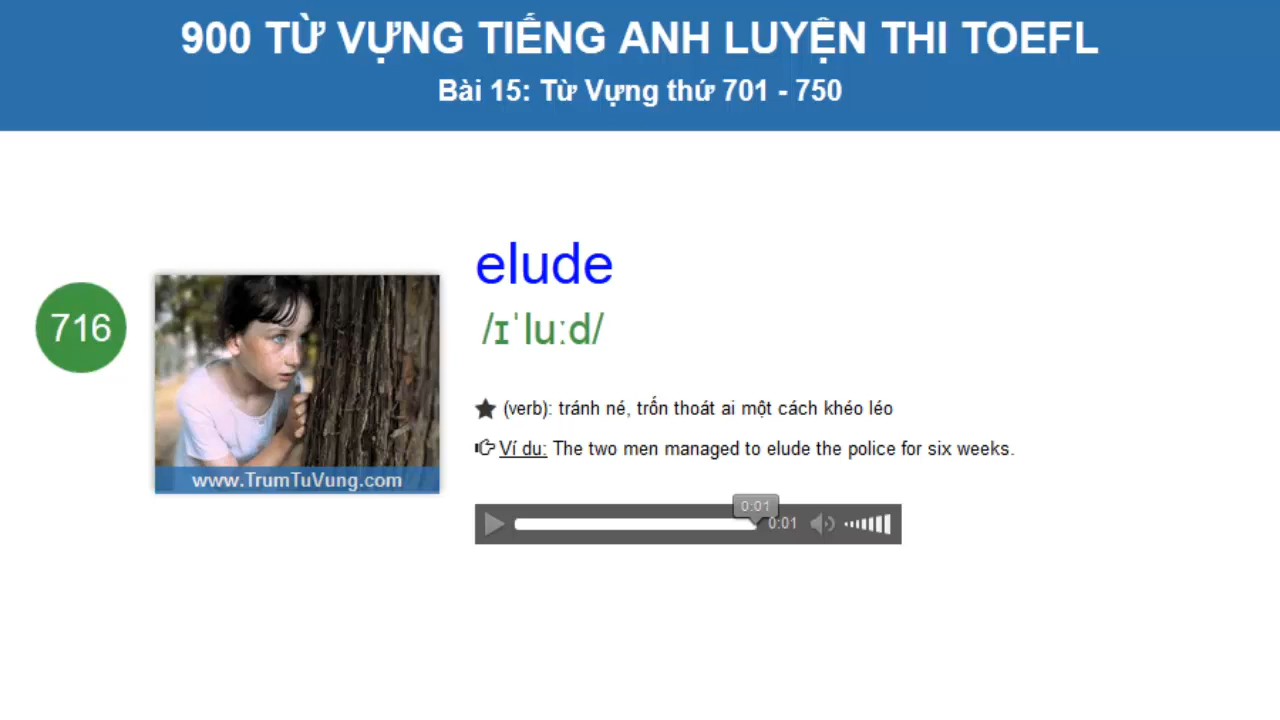 900 TỪ VỰNG TIẾNG ANH LUYỆN THI TOEFL
Bài 15: Từ Vựng thứ 701 - 750
716
www.TrumTuVung.com
elude
/ɪˈluːd/
(verb): tránh né, trốn thoát ai một cách khéo léo
Ví du: The two men managed to elude the police for six weeks.
0:01
0:01